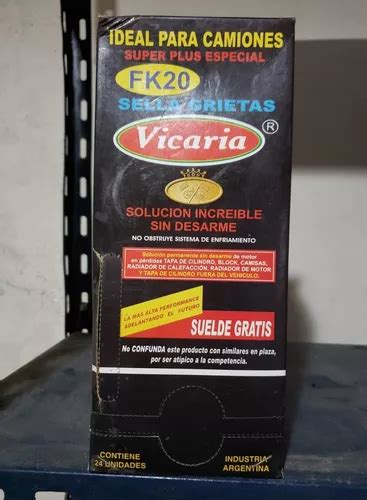 IDEAL PARA CAMIONES
SUPER PLUS ESPECIAL
FK20
SELLA GRIETAS
Vicaria ®
SOLUCION INCREIBLE
SIN DESARME
NO OBSTRUYE SISTEMA DE ENFRIAMIENTO
Solución permanente sin desarme de motor
en pérdidas TAPA DE CILINDRO, BLOCK, CAMISAS,
RADIADOR DE CALEFACCIÓN, RADIADOR DE MOTOR
Y TAPA DE CILINDRO FUERA DEL VEHICULO.
LA MAS ALTA PERFORMANCE
ADELANTANDO EL FUTURO
SUELDE GRATIS
No CONFUNDA este producto con similares en plaza,
por ser atípico a la competencia.
CONTIENE
24 UNIDADES
INDUSTRIA
ARGENTINA